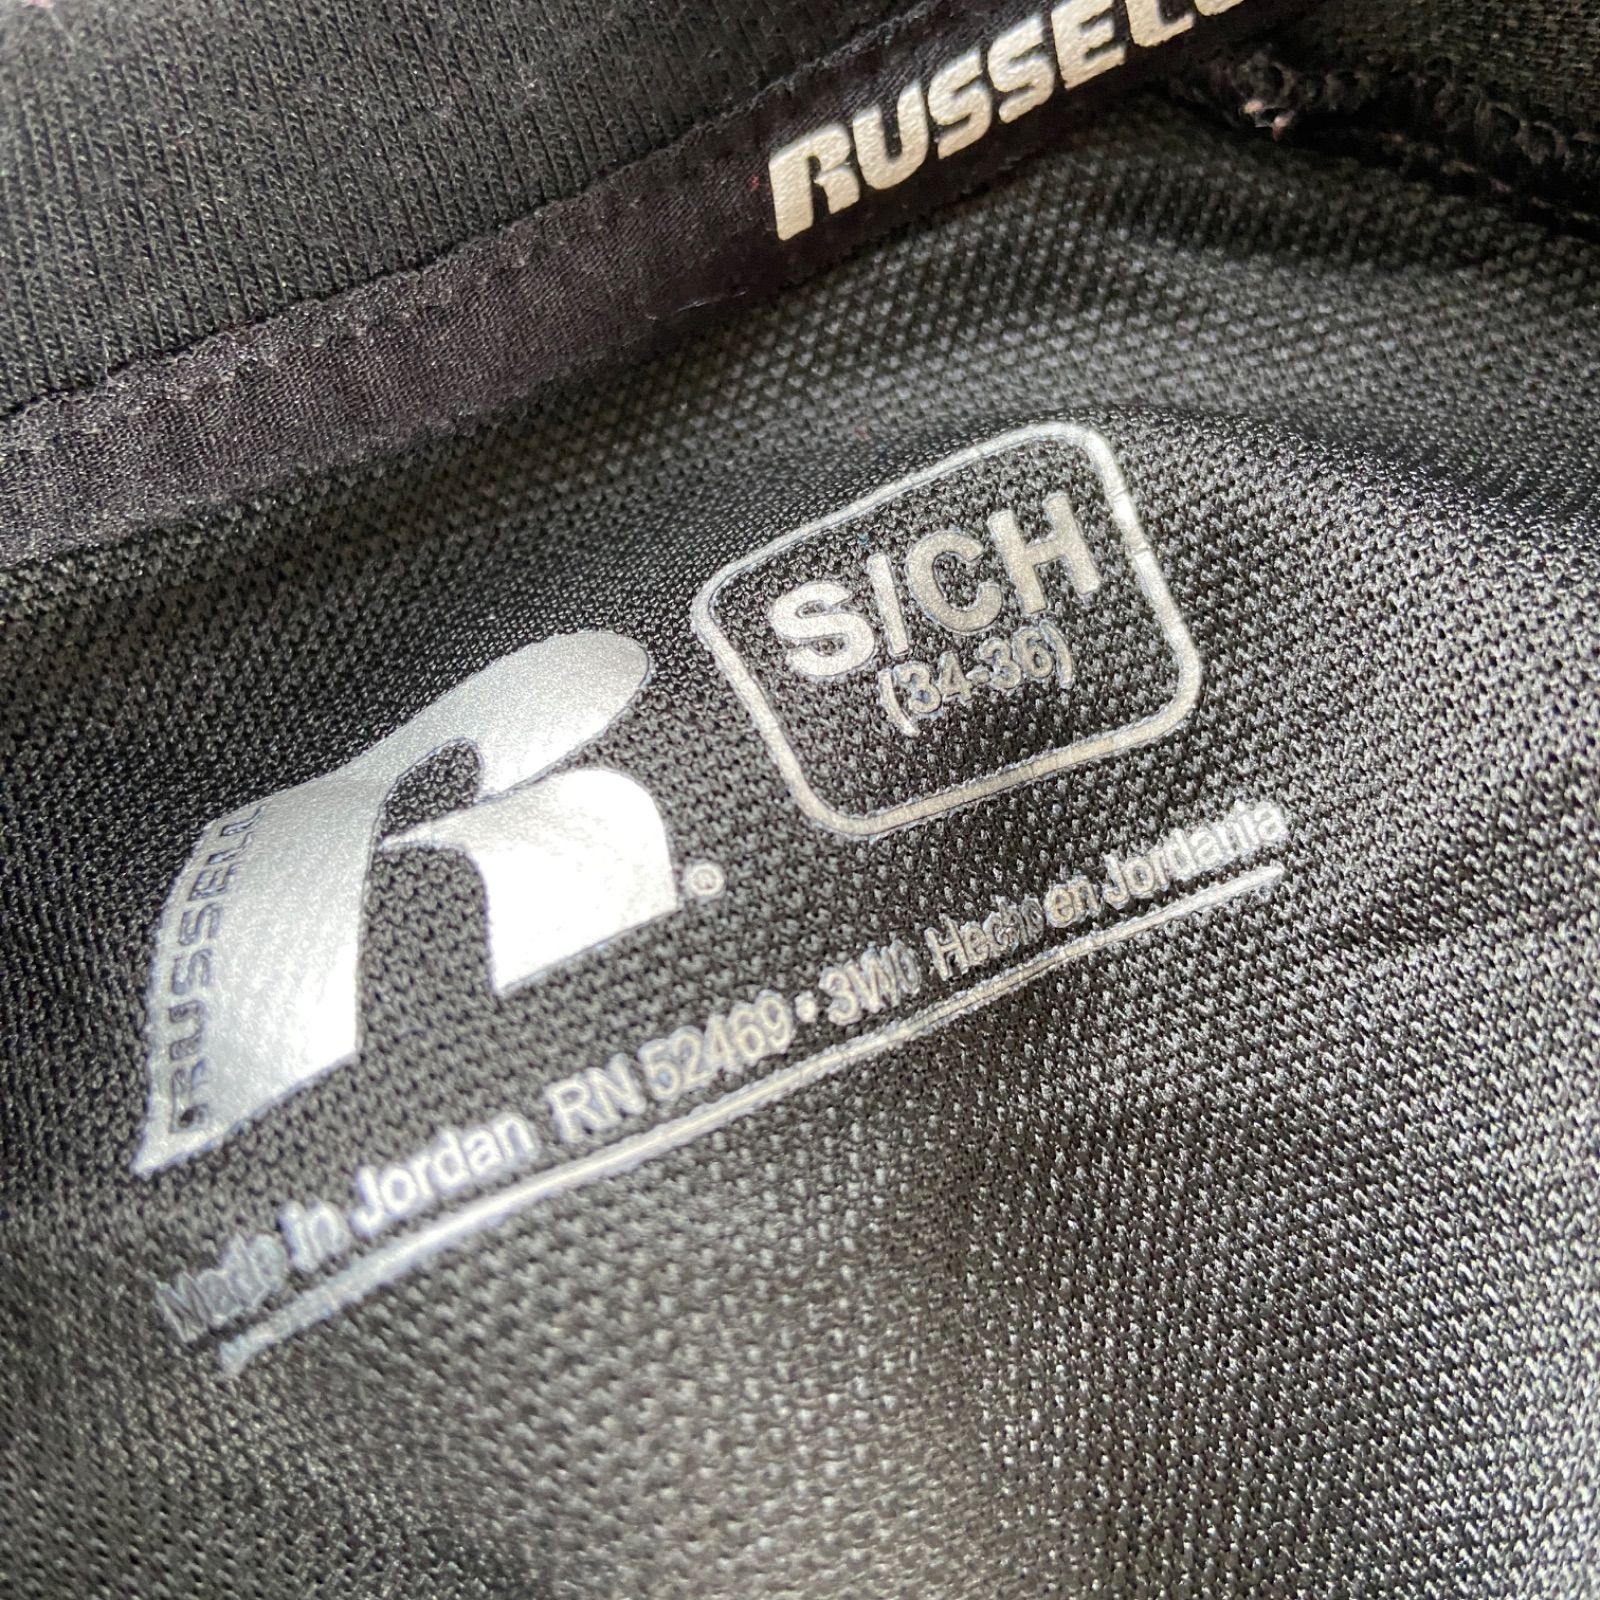 RUSSELL
S/CH
(34-36)
RUSSELL
®
Made in Jordan RN 52469 • 3W0 Hecho en Jordania